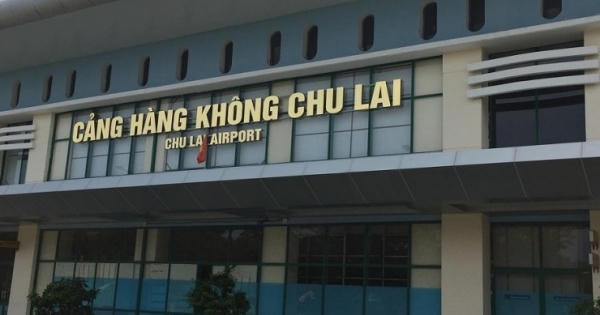 CẢNG HÀNG KHÔNG CHU LAI
CHU LAI AIRPORT